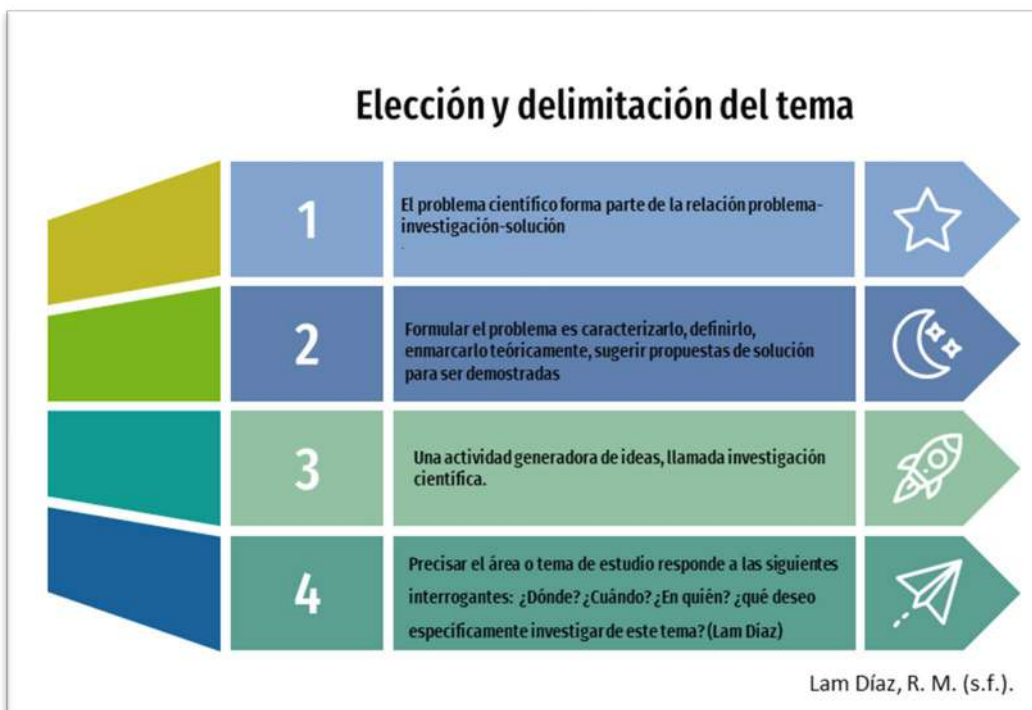 Elección y delimitación del tema
1
El problema científico forma parte de la relación problema-
investigación-solución
2
Formular el problema es caracterizarlo, definirlo,
enmarcarlo teóricamente, sugerir propuestas de solución
para ser demostradas
3
Una actividad generadora de ideas, llamada investigación
científica.
4
Precisar el área o tema de estudio responde a las siguientes
interrogantes: ¿Dónde? ¿Cuándo? ¿En quién? ¿qué deseo
específicamente investigar de este tema? (Lam Díaz)
Lam Díaz, R. M. (s.f.).